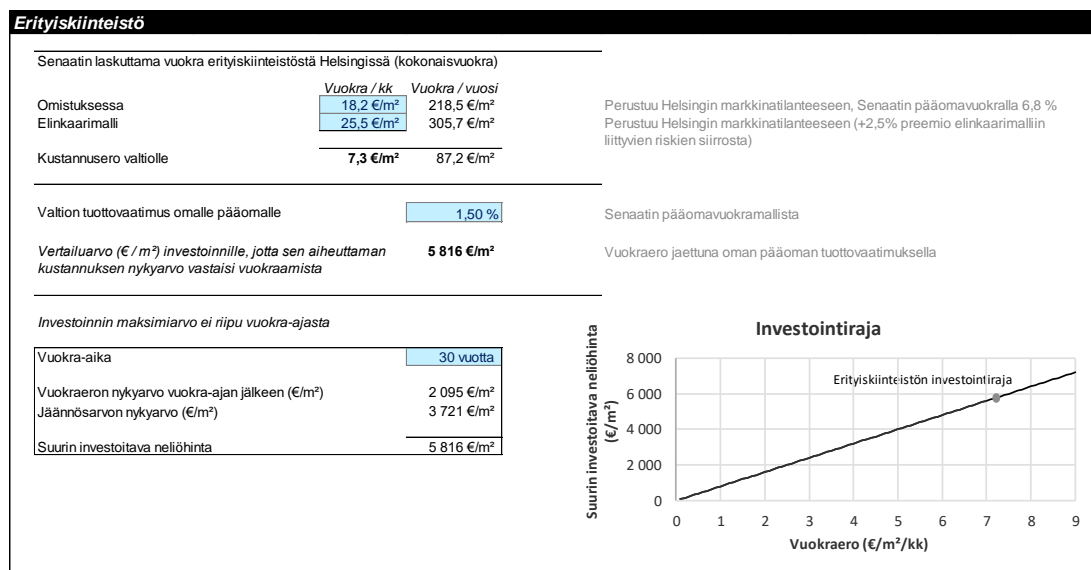 Erityiskiinteistö
Senaatin laskuttama vuokra erityiskiinteistöstä Helsingissä (kokonaisvuokra)
Vuokra / kk Vuokra / vuosi
Omistuksessa 18,2 €/m² 218,5 €/m² Perustuu Helsingin markkinatilanteeseen, Senaatin pääomavuokralla 6,8 %
Elinkaarimalli 25,5 €/m² 305,7 €/m² Perustuu Helsingin markkinatilanteeseen (+2,5% preemio elinkaarimalliin
liittyvien riskien siirrosta)
Kustannusero valtiolle 7,3 €/m² 87,2 €/m²
Valtion tuottovaatimus omalle pääomalle 1,50 % Senaatin pääomavuokramallista
Vertailuarvo (€ / m²) investoinnille, jotta sen aiheuttaman 5 816 €/m² Vuokraero jaettuna oman pääoman tuottovaatimuksella
kustannuksen nykyarvo vastaisi vuokraamista
Investoinnin maksimiarvo ei riipu vuokra-ajasta
Vuokra-aika 30 vuotta
Vuokraeron nykyarvo vuokra-ajan jälkeen (€/m²) 2 095 €/m²
Jäännösarvon nykyarvo (€/m²) 3 721 €/m²
Suurin investoitava neliöhinta 5 816 €/m²
Investointiraja
Suurin investoitava neliöhinta
(€/m²)
8 000
Erityiskiinteistön investointiraja
6 000
4 000
2 000
0
0 1 2 3 4 5 6 7 8 9
Vuokraero (€/m²/kk)